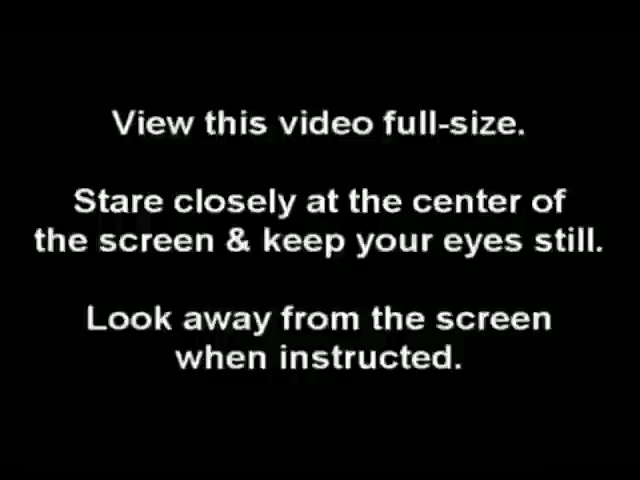 View this video full-size.
Stare closely at the center of
the screen & keep your eyes still.
Look away from the screen
when instructed.